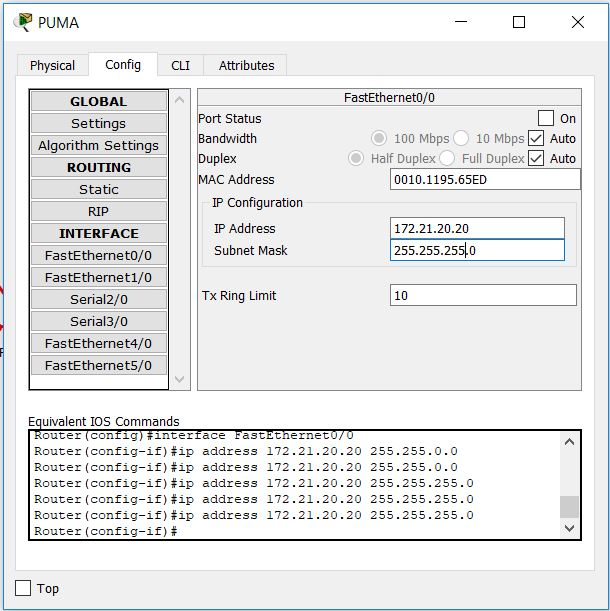 PUMA
Physical Config CLI Attributes
GLOBAL
Settings
Algorithm Settings
ROUTING
Static
RIP
INTERFACE
FastEthernet0/0
FastEthernet1/0
Serial2/0
Serial3/0
FastEthernet4/0
FastEthernet5/0
FastEthernet0/0
Port Status On
Bandwidth 100 Mbps 10 Mbps Auto
Duplex Half Duplex Full Duplex Auto
MAC Address 0010.1195.65ED
IP Configuration
IP Address 172.21.20.20
Subnet Mask 255.255.255.0
Tx Ring Limit 10
Equivalent IOS Commands
Router(config)#interface FastEthernet0/0
Router(config-if)#ip address 172.21.20.20 255.255.0.0
Router(config-if)#ip address 172.21.20.20 255.255.0.0
Router(config-if)#ip address 172.21.20.20 255.255.255.0
Router(config-if)#ip address 172.21.20.20 255.255.255.0
Router(config-if)#ip address 172.21.20.20 255.255.255.0
Router(config-if)#
Top